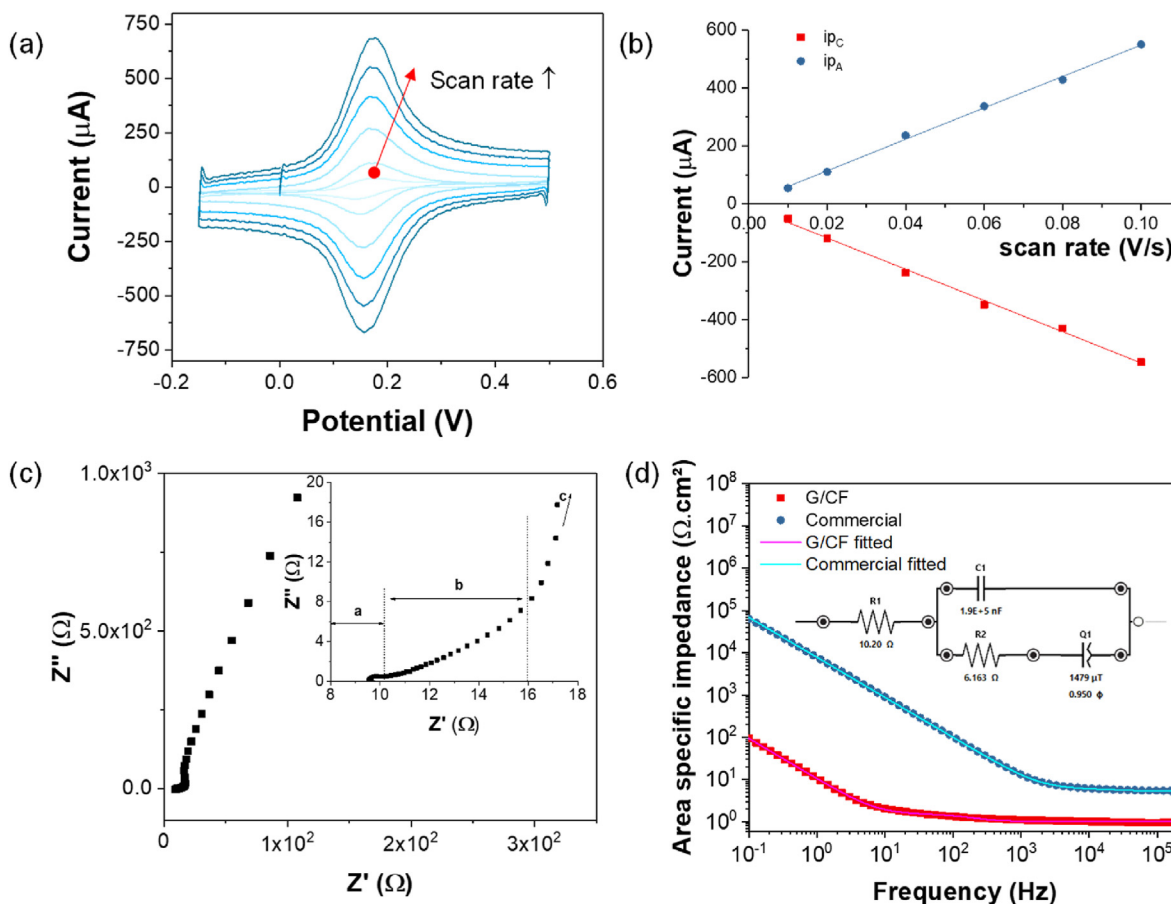 (a)
750
500
250
0
-250
-500
-750
-0.2
0.0
0.2
0.4
0.6
Current (μA)
Potential (V)
Scan rate ↑
(b)
600
400
200
0
-200
-400
-600
0.00
0.02
0.04
0.06
0.08
0.10
Current (μA)
scan rate (V/s)
ipC
ipA
(c)
1.0x10³
5.0x10²
0.0
0
1x10²
2x10²
3x10²
Z'' (Ω)
Z' (Ω)
20
16
12
8
4
0
8
10
12
14
16
18
Z'' (Ω)
Z' (Ω)
a
b
c
(d)
10⁸
10⁷
10⁶
10⁵
10⁴
10³
10²
10¹
10⁰
10⁻¹
10⁰
10¹
10²
10³
10⁴
10⁵
Area specific impedance (Ω.cm²)
Frequency (Hz)
G/CF
Commercial
G/CF fitted
Commercial fitted
C1
1.9E+5 nF
R1
10.20 Ω
R2
6.163 Ω
Q1
1479 μT
0.950 ϕ